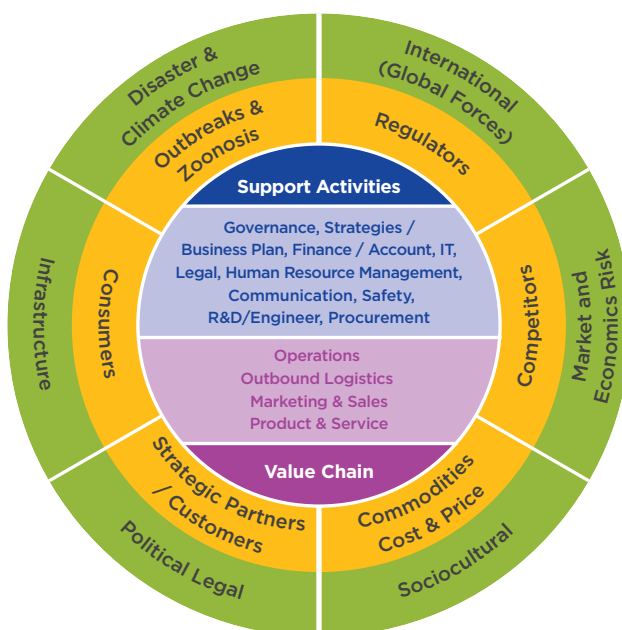 Disaster &
Climate Change
International
(Global Forces)
Outbreaks &
Zoonosis
Regulators
Support Activities
Governance, Strategies /
Business Plan, Finance / Account, IT,
Legal, Human Resource Management,
Communication, Safety,
R&D/Engineer, Procurement
Infrastructure
Consumers
Competitors
Market and
Economics Risk
Operations
Outbound Logistics
Marketing & Sales
Product & Service
Value Chain
Strategic Partners
/ Customers
Commodities
Cost & Price
Political Legal
Sociocultural